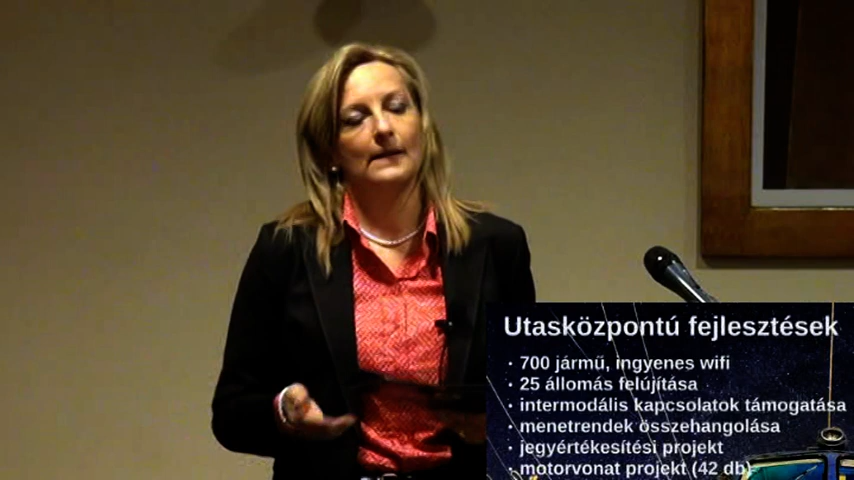 Utasközpontú fejlesztések
· 700 jármű, ingyenes wifi
· 25 állomás felújítása
· intermodális kapcsolatok támogatása
· menetrendek összehangolása
· jegyértékesítési projekt
· motorvonat projekt (42 db)